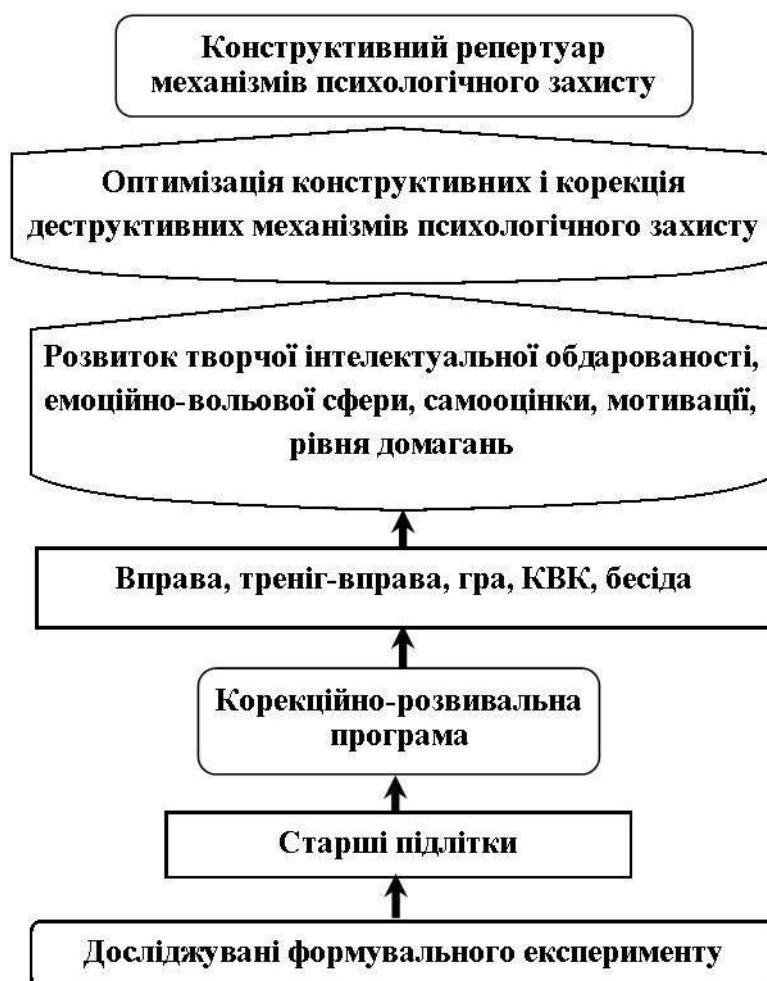 Конструктивний репертуар
механізмів психологічного захисту
Оптимізація конструктивних і корекція
деструктивних механізмів психологічного захисту
Розвиток творчої інтелектуальної обдарованості,
емоційно-вольової сфери, самооцінки, мотивації,
рівня домагань
Вправа, треніг-вправа, гра, КВК, бесіда
Корекційно-розвивальна
програма
Старші підлітки
Досліджувані формувального експерименту